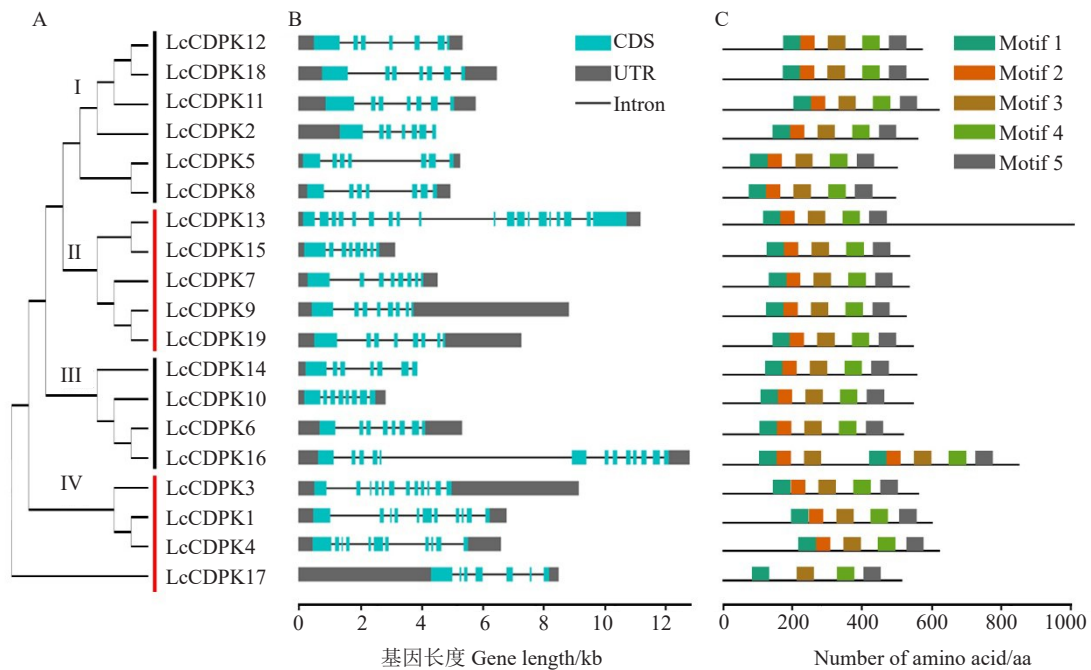 A
B
C
LcCDPK12
LcCDPK18
LcCDPK11
LcCDPK2
LcCDPK5
LcCDPK8
LcCDPK13
LcCDPK15
LcCDPK7
LcCDPK9
LcCDPK19
LcCDPK14
LcCDPK10
LcCDPK6
LcCDPK16
LcCDPK3
LcCDPK1
LcCDPK4
LcCDPK17
I
II
III
IV
CDS
UTR
Intron
0 2 4 6 8 10 12
基因长度 Gene length/kb
Motif 1
Motif 2
Motif 3
Motif 4
Motif 5
0 200 400 600 800 1000
Number of amino acid/aa